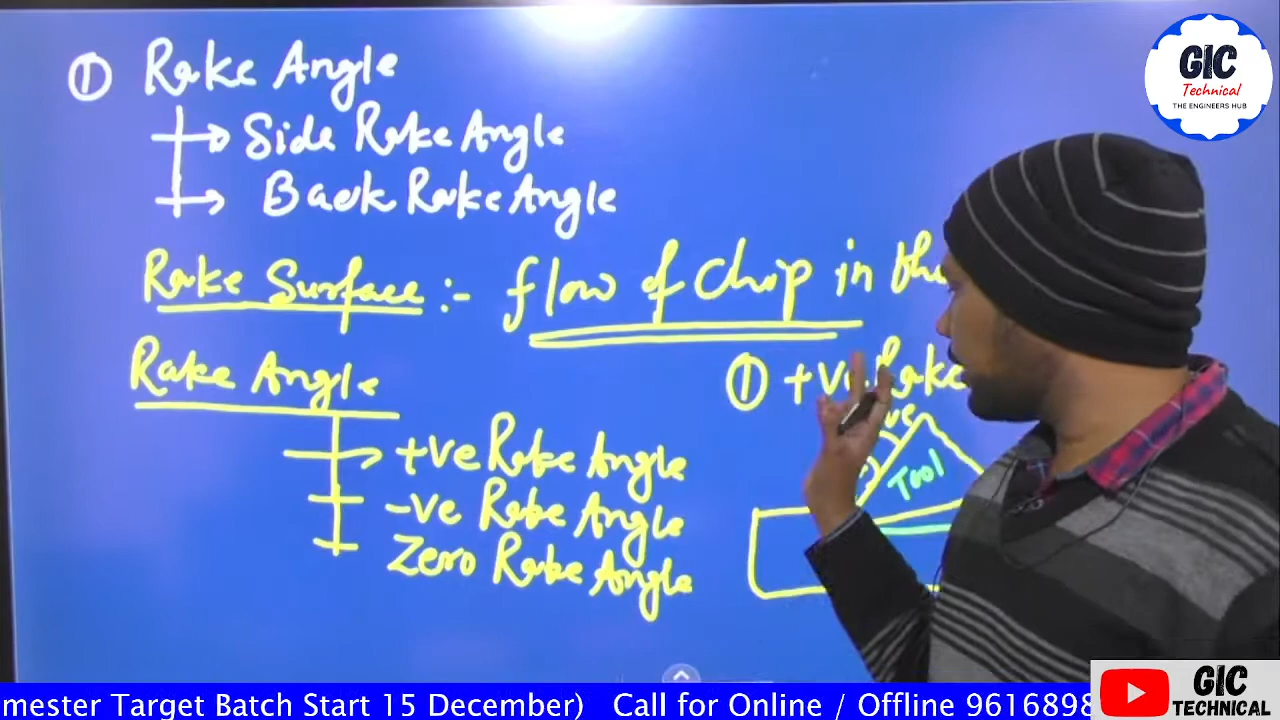 ① Rake Angle
Side Rake Angle
Back Rake Angle
Rake Surface :- flow of Chip in the
Rake Angle
① +ve Rake
+ve Rake Angle
-ve Rake Angle
Zero Rake Angle
ve
Tool
GIC
Technical
THE ENGINEERS HUB
mester Target Batch Start 15 December) Call for Online / Offline 9616898
GIC
TECHNICAL